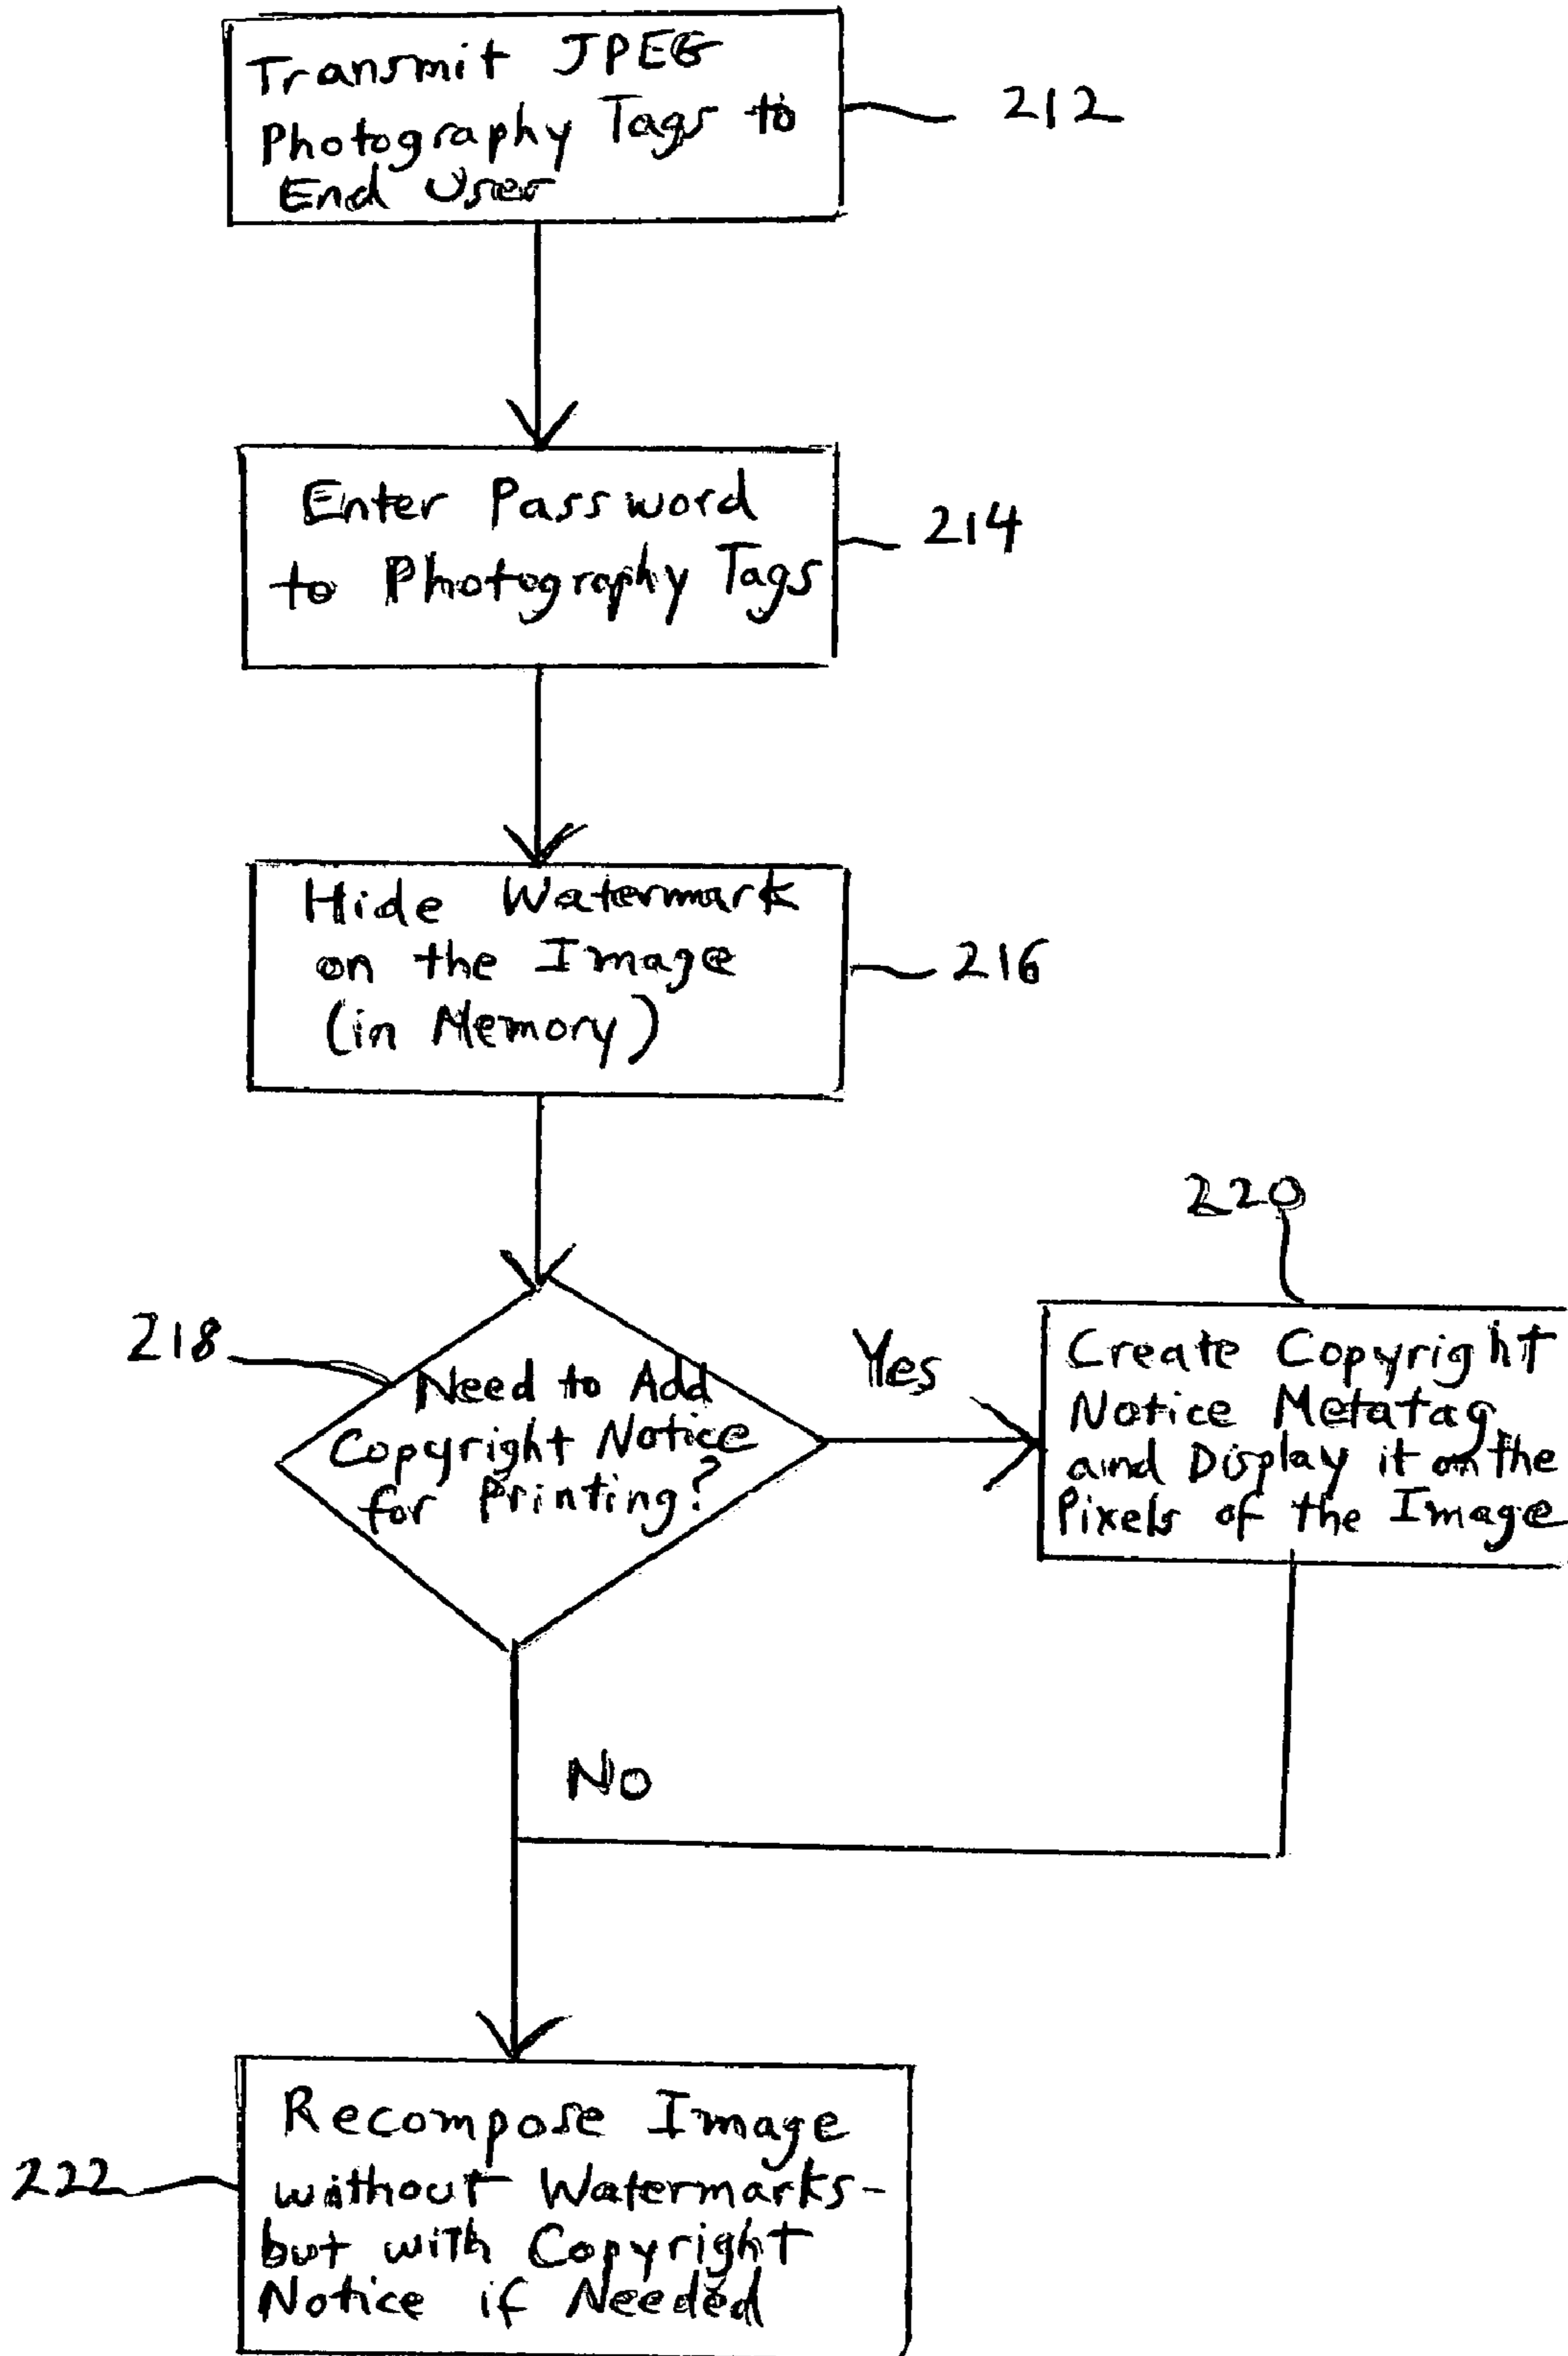 Transmit JPEG
Photography Tags to
End User
212
Enter Password
to Photography Tags
214
Hide Watermark
on the Image
(in Memory)
216
218
Need to Add
Copyright Notice
for Printing?
Yes
220
Create Copyright
Notice Metatag
and Display it on the
Pixels of the Image
No
222
Recompose Image
without Watermarks-
but with Copyright
Notice if Needed